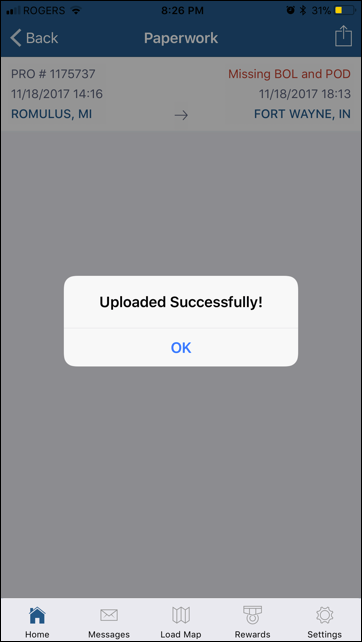 ROGERS 8:26 PM 31%
Back Paperwork
PRO # 1175737 Missing BOL and POD
11/18/2017 14:16 11/18/2017 18:13
ROMULUS, MI → FORT WAYNE, IN
Uploaded Successfully!
OK
Home Messages Load Map Rewards Settings